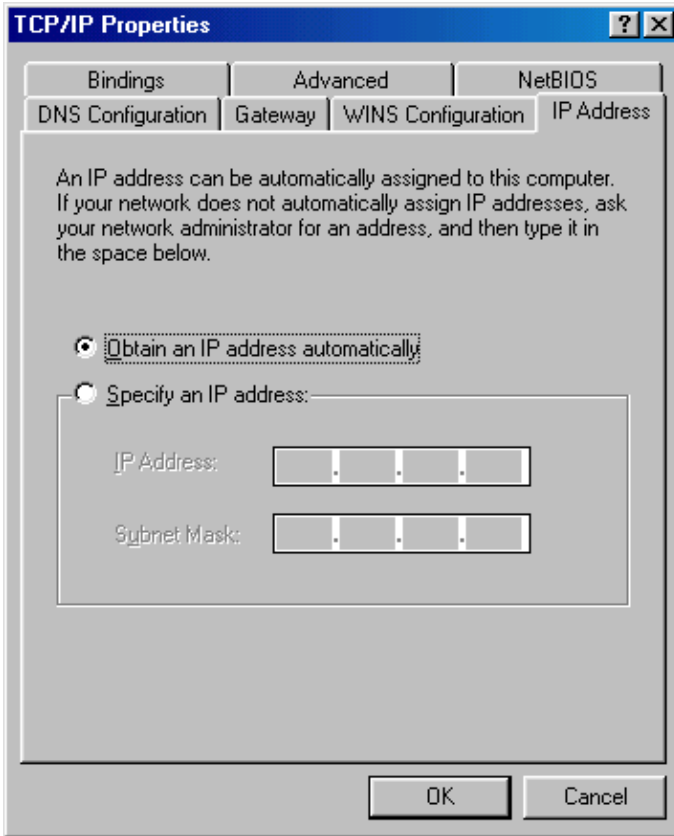 TCP/IP Properties
Bindings
Advanced
NetBIOS
DNS Configuration
Gateway
WINS Configuration
IP Address
An IP address can be automatically assigned to this computer.
If your network does not automatically assign IP addresses, ask
your network administrator for an address, and then type it in
the space below.
Obtain an IP address automatically
Specify an IP address:
IP Address:
Subnet Mask:
OK
Cancel